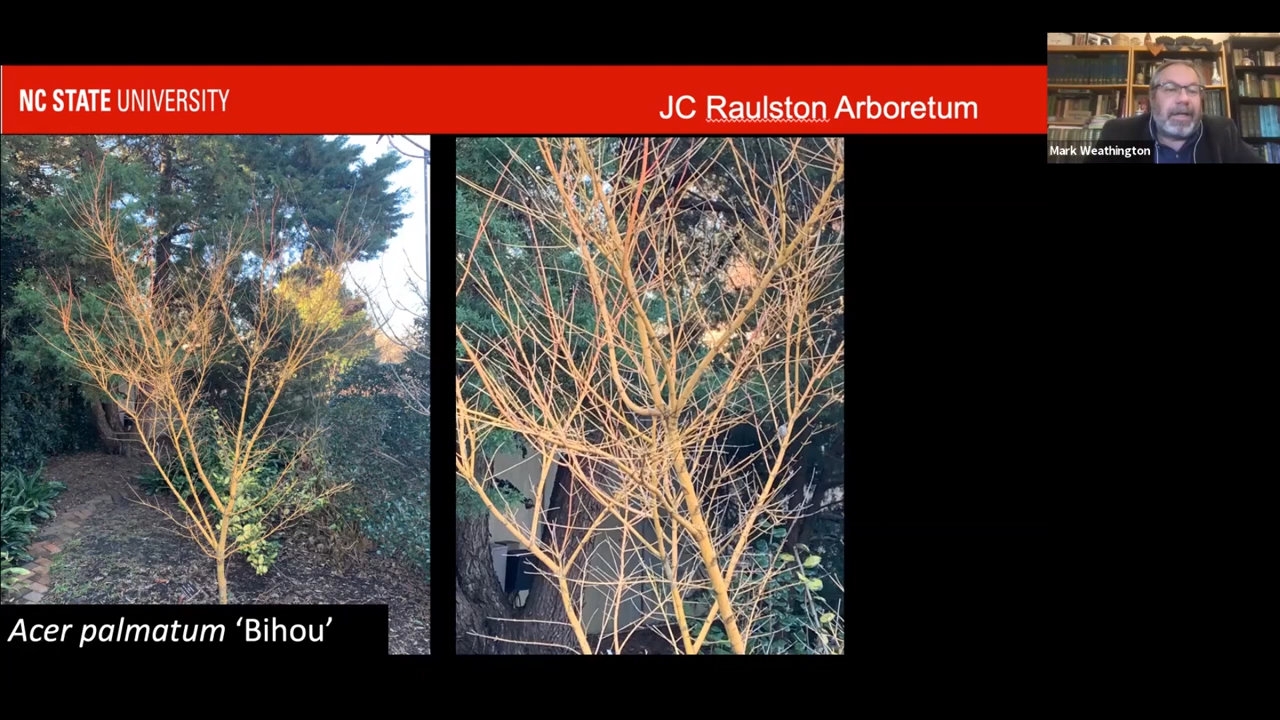 NC STATE UNIVERSITY
JC Raulston Arboretum
Mark Weathington
Acer palmatum ‘Bihou’